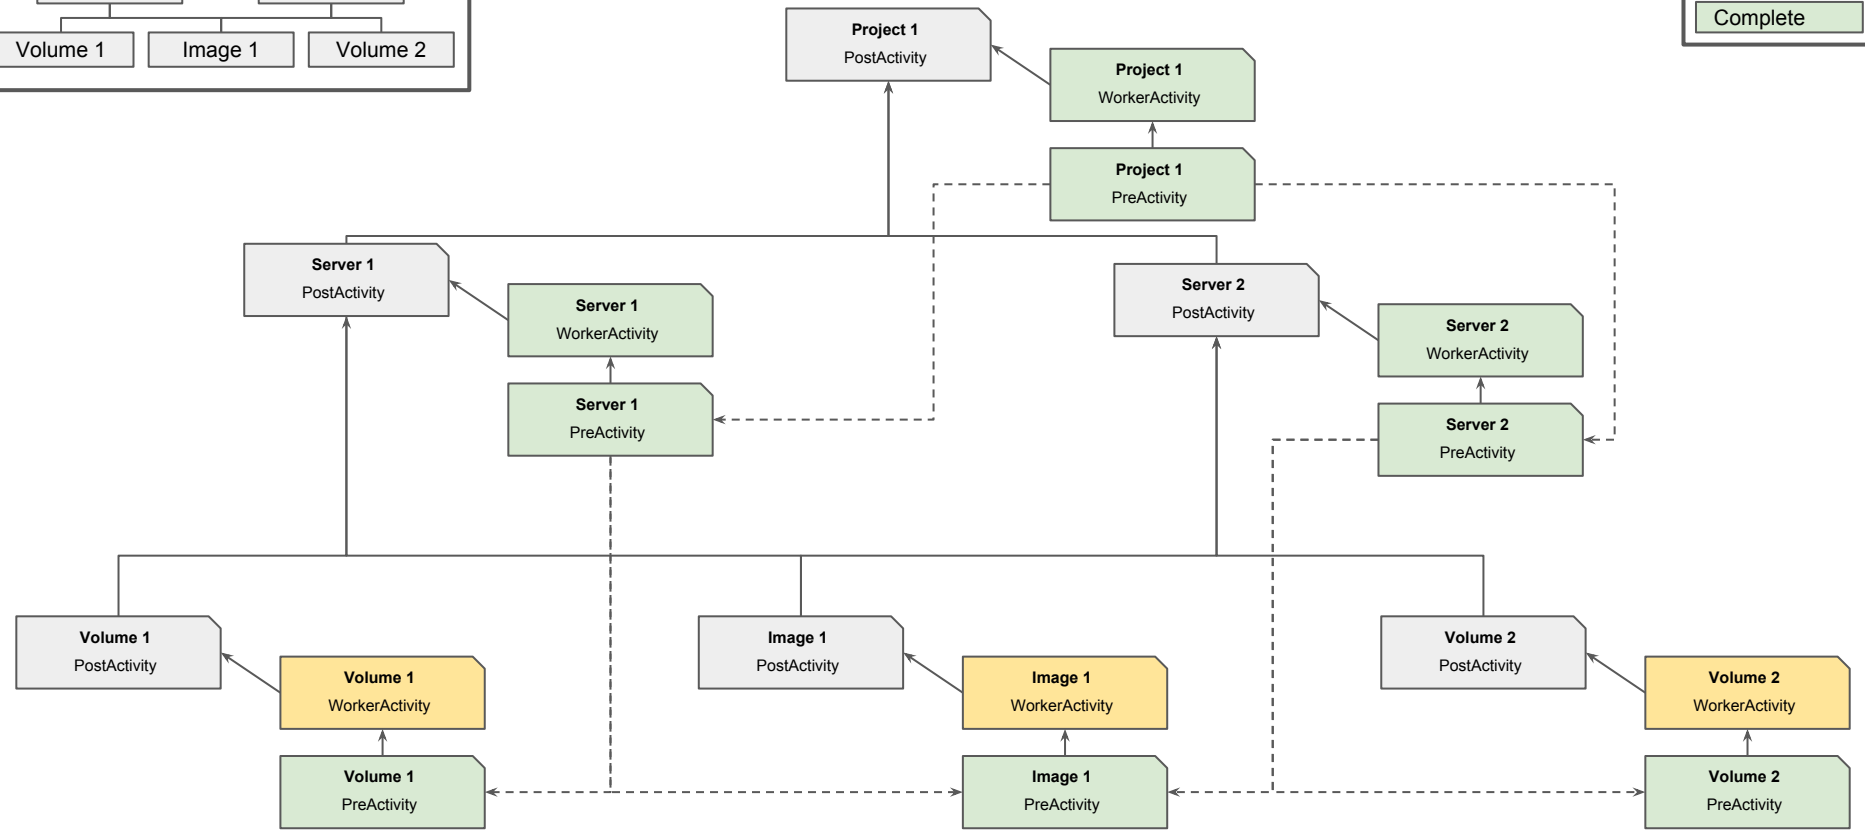 Volume 1
Image 1
Volume 2
Complete
Project 1
PostActivity
Project 1
WorkerActivity
Project 1
PreActivity
Server 1
PostActivity
Server 1
WorkerActivity
Server 1
PreActivity
Server 2
PostActivity
Server 2
WorkerActivity
Server 2
PreActivity
Volume 1
PostActivity
Volume 1
WorkerActivity
Volume 1
PreActivity
Image 1
PostActivity
Image 1
WorkerActivity
Image 1
PreActivity
Volume 2
PostActivity
Volume 2
WorkerActivity
Volume 2
PreActivity